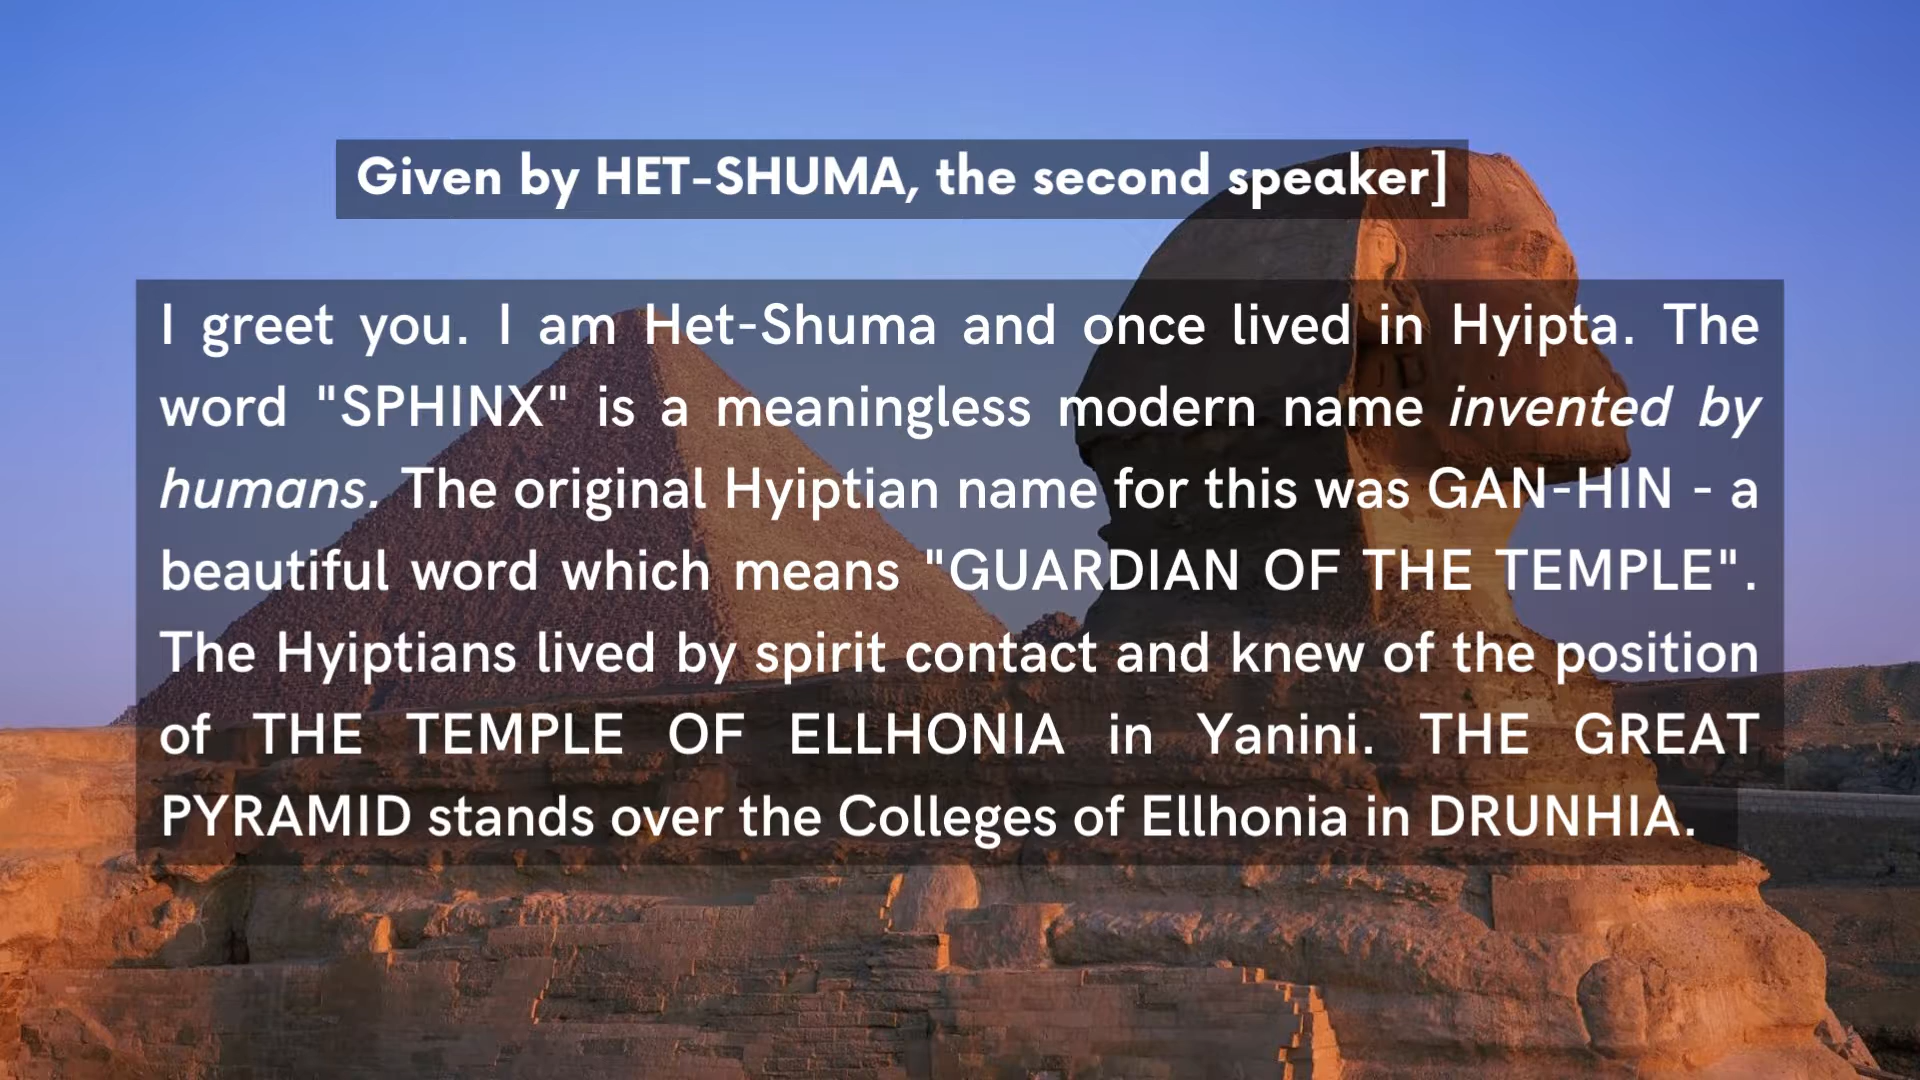 Given by HET-SHUMA, the second speaker]
I greet you. I am Het-Shuma and once lived in Hyipta. The
word "SPHINX" is a meaningless modern name invented by
humans. The original Hyiptian name for this was GAN-HIN - a
beautiful word which means "GUARDIAN OF THE TEMPLE".
The Hyiptians lived by spirit contact and knew of the position
of THE TEMPLE OF ELLHONIA in Yanini. THE GREAT
PYRAMID stands over the Colleges of Ellhonia in DRUNHIA.